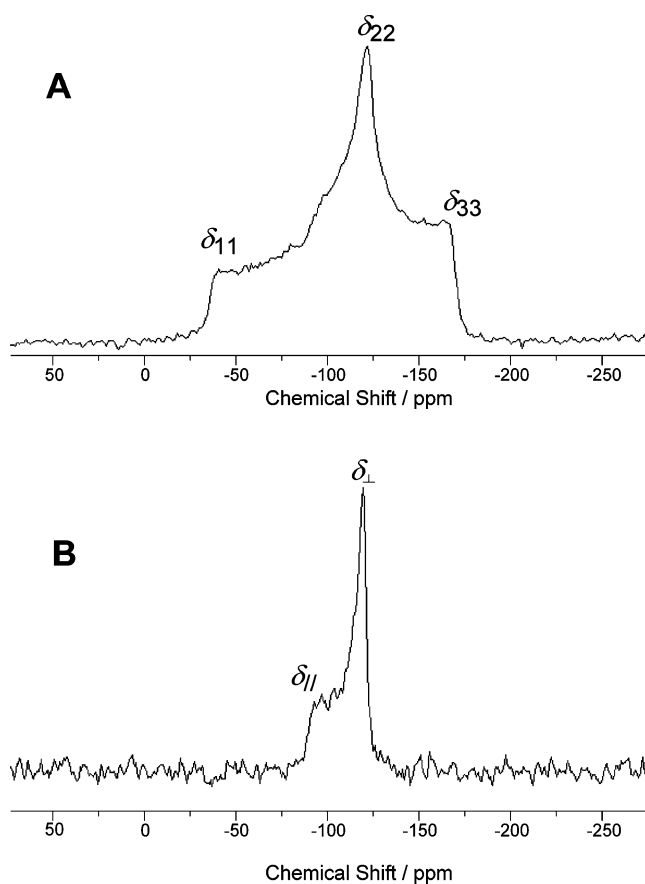 A
δ22
δ33
δ11
50 0 -50 -100 -150 -200 -250
Chemical Shift / ppm
δ⊥
B
δ//
50 0 -50 -100 -150 -200 -250
Chemical Shift / ppm